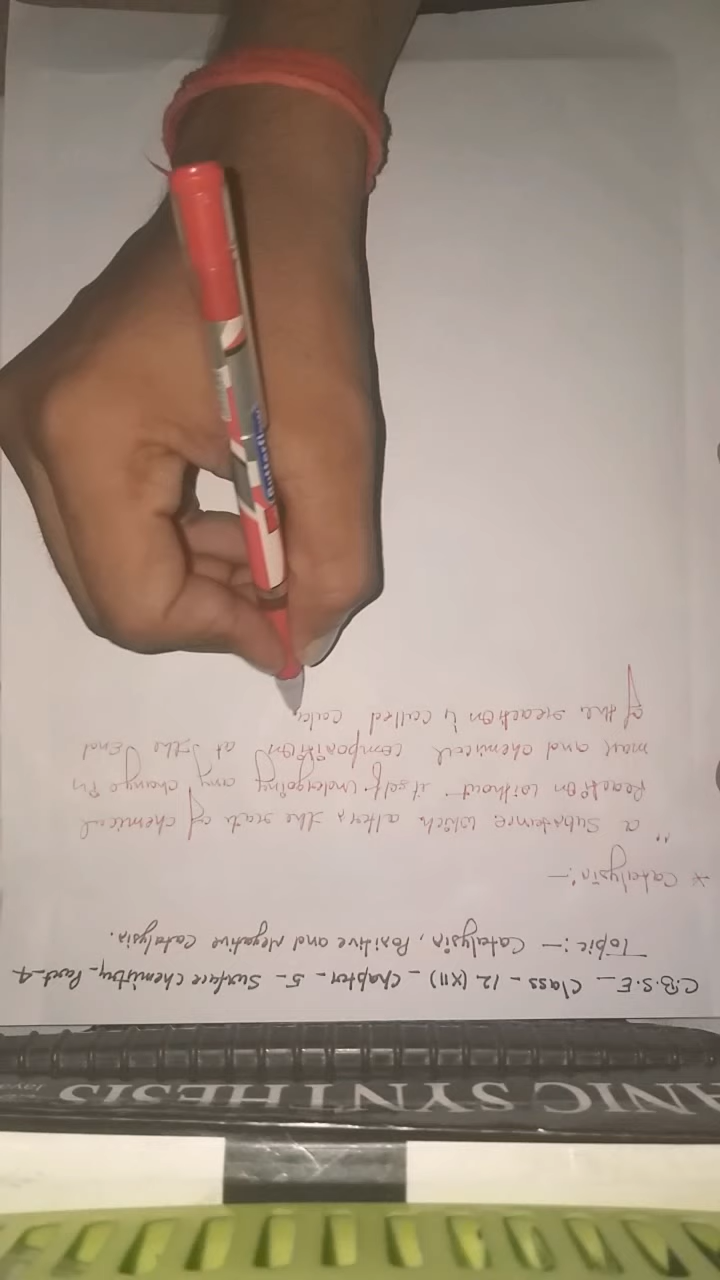 C.B.S.E - Class - 12 (XII) - Chapter - 5 - Surface chemistry - Part-4
Topic :- Catalysis, Positive and Negative Catalysis.
* Catalysis :-
" a Substance which alters the rate of chemical
Reaction without itself undergoing any change in
mass and chemical composition at the End
of the reaction is called cata
ANIC SYNTHESIS